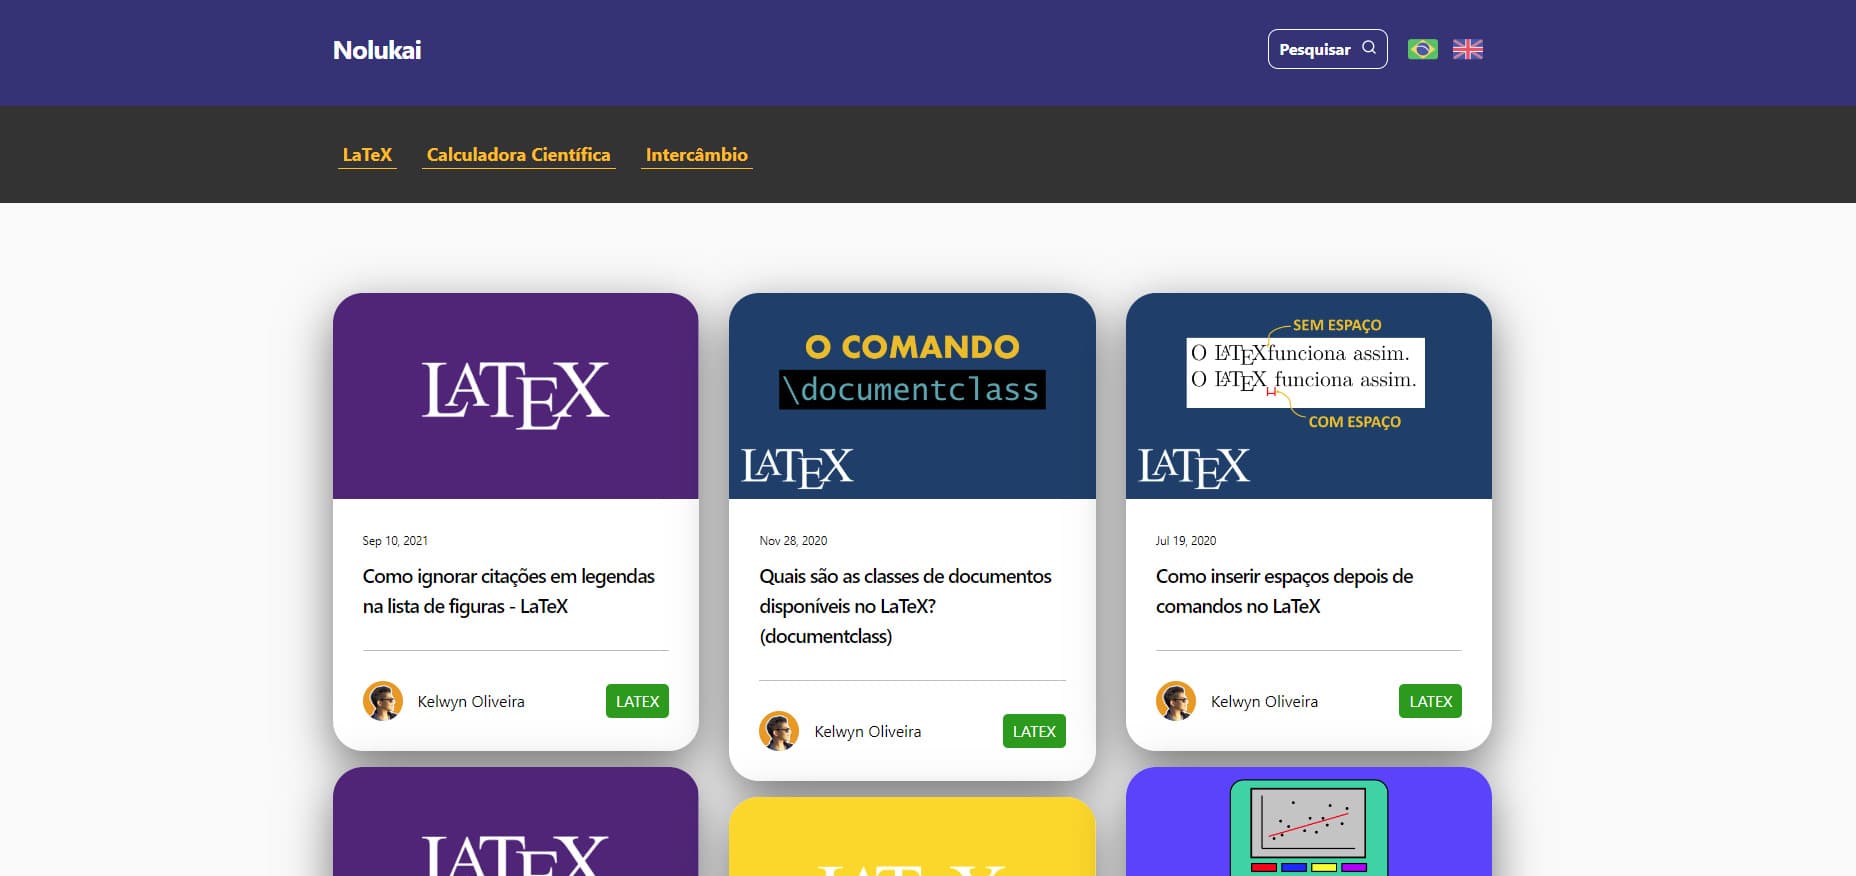 Nolukai
Pesquisar
LaTeX Calculadora Científica Intercâmbio
LATEX
Sep 10, 2021
Como ignorar citações em legendas
na lista de figuras - LaTeX
Kelwyn Oliveira LATEX
O COMANDO
\documentclass
LATEX
Nov 28, 2020
Quais são as classes de documentos
disponíveis no LaTeX?
(documentclass)
Kelwyn Oliveira LATEX
SEM ESPAÇO
O LATEXfunciona assim.
O LATEX funciona assim.
COM ESPAÇO
LATEX
Jul 19, 2020
Como inserir espaços depois de
comandos no LaTeX
Kelwyn Oliveira LATEX
LATEX
LATEX